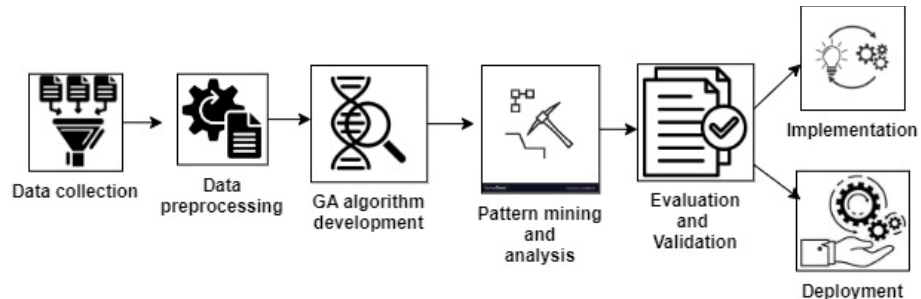 Data collection
Data
preprocessing
GA algorithm
development
Pattern mining
and
analysis
Evaluation
and
Validation
Implementation
Deployment